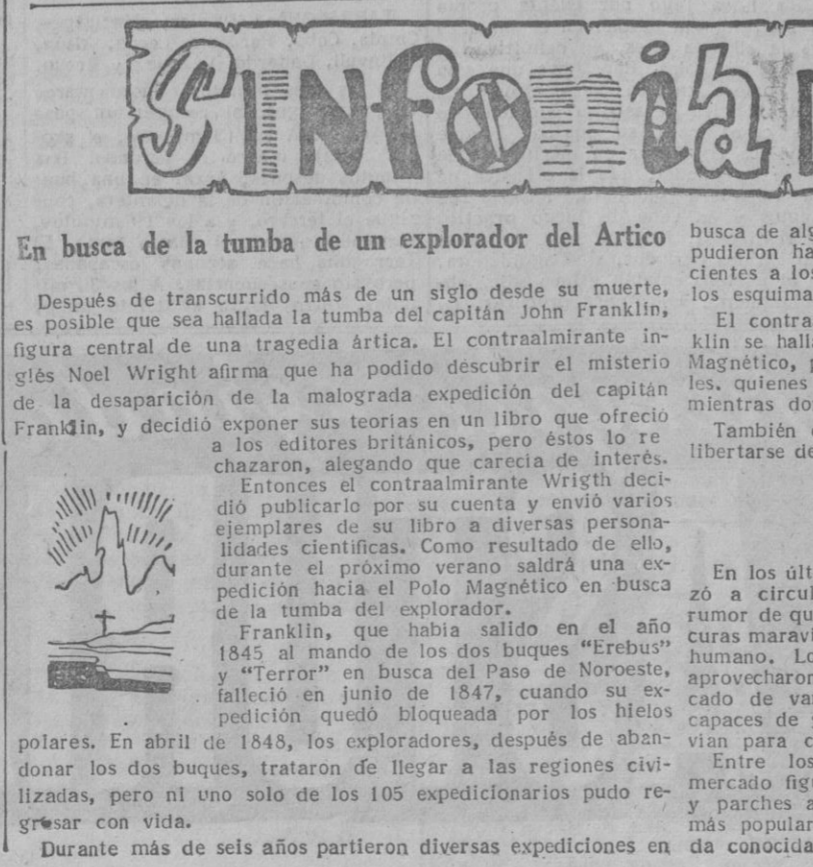 SINFONIA
En busca de la tumba de un explorador del Artico
Después de transcurrido más de un siglo desde su muerte,
es posible que sea hallada la tumba del capitán John Franklin,
figura central de una tragedia ártica. El contraalmirante in-
glés Noel Wright afirma que ha podido descubrir el misterio
de la desaparición de la malograda expedición del capitán
Franklin, y decidió exponer sus teorias en un libro que ofreció
a los editores británicos, pero éstos lo re
chazaron, alegando que carecia de interés.
Entonces el contraalmirante Wrigth deci-
dió publicarlo por su cuenta y envió varios
ejemplares de su libro a diversas persona-
lidades cientificas. Como resultado de ello,
durante el próximo verano saldrá una ex-
pedición hacia el Polo Magnético en busca
de la tumba del explorador.
Franklin, que habia salido en el año
1845 al mando de los dos buques "Erebus"
y "Terror" en busca del Paso de Noroeste,
falleció en junio de 1847, cuando su ex-
pedición quedó bloqueada por los hielos
polares. En abril de 1848, los exploradores, después de aban-
donar los dos buques, trataron de llegar a las regiones civi-
lizadas, pero ni uno solo de los 105 expedicionarios pudo re-
gresar con vida.
Durante más de seis años partieron diversas expediciones en
busca de alg
pudieron ha
cientes a los
los esquima
El contra
klin se hall
Magnético, p
les. quienes
mientras do
También
libertarse de
En los últ
zó a circul
rumor de qu
curas maravi
humano. Lo
aprovecharon
cado de va
capaces de
vian para c
Entre los
mercado figu
y parches a
más popular
da conocida